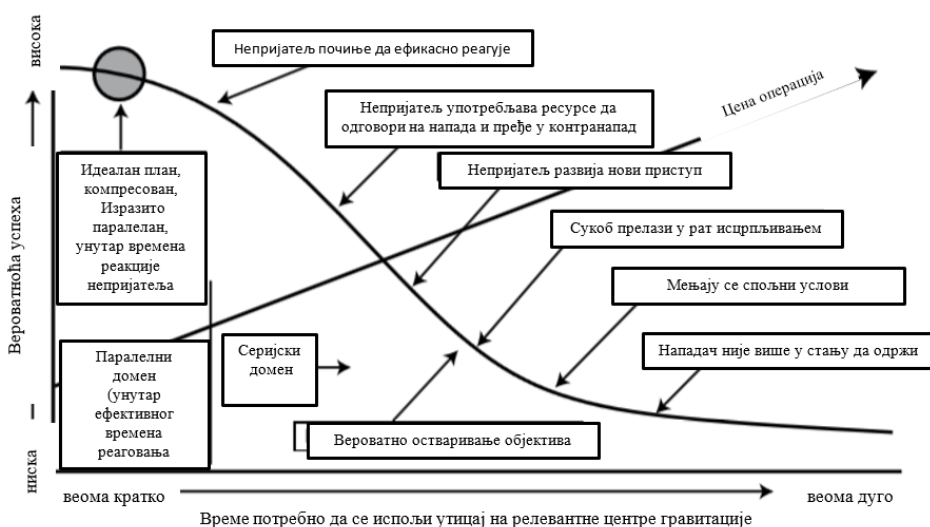 висока
Непријатељ почиње да ефикасно реагује
Цена операција
Непријатељ употребљава ресурсе да
одговори на напада и пређе у контранапад
Идеалан план,
компресован,
Изразито
паралелан,
унутар времена
реакције
непријатеља
Непријатељ развија нови приступ
Вероватноћа успеха
Сукоб прелази у рат исцрпљивањем
Мењају се спољни услови
Паралелни
домен
(унутар
ефективног
времена
реаговања
Серијски
домен
Нападач није више у стању да одржи
Вероватно остваривање објектива
ниска
веома кратко
веома дуго
Време потребно да се испољи утицај на релевантне центре гравитације